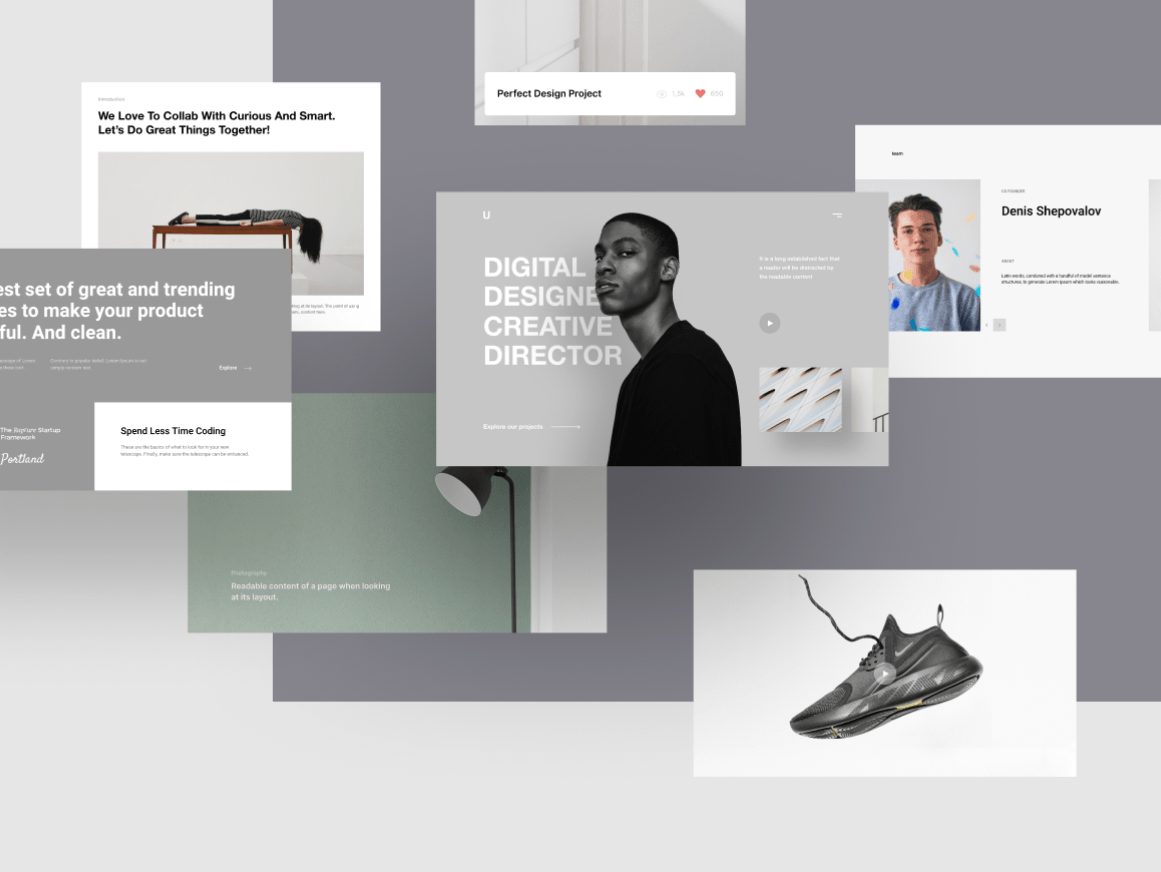 Perfect Design Project
1,5k
650
Introduction
We Love To Collab With Curious And Smart.
Let's Do Great Things Together!
team
CO FOUNDER
Denis Shepovalov
ABOUT
Latin words, combined with a handful of model sentence
structures, to generate Lorem Ipsum which looks reasonable.
U
DIGITAL
DESIGNE
CREATIVE
DIRECTOR
It is a long established fact that
a reader will be distracted by
the readable content
Explore our projects
at its layout. The point of using
content here.
est set of great and trending
es to make your product
ful. And clean.
Explore
The Rapture Startup
Framework
Portland
Spend Less Time Coding
These are the basics of what to look for in your new
telescope. Finally, make sure the telescope can be enhanced.
Photography
Readable content of a page when looking
at its layout.